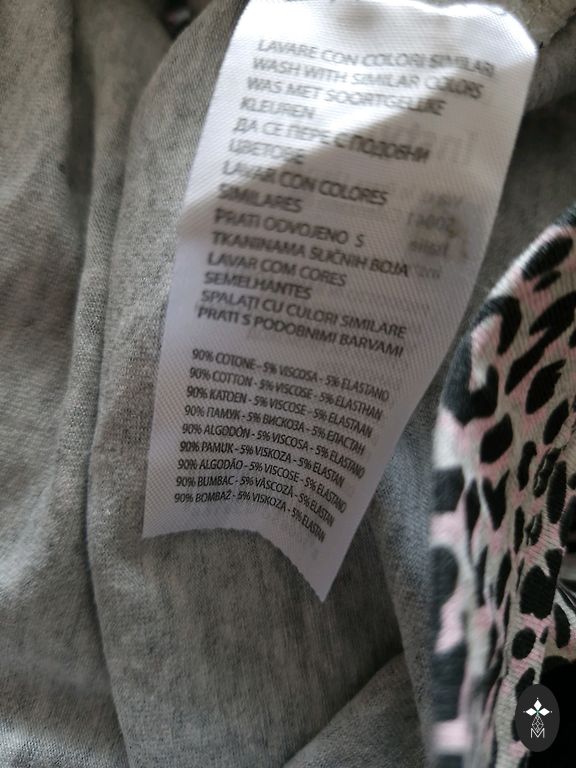 LAVARE CON COLORI SIMILARI
WASH WITH SIMILAR COLORS
WAS MET SOORTGELIJKE
KLEUREN
ДА СЕ ПЕРЕ С ПОДОБНИ
ЦВЕТОВЕ
LAVAR CON COLORES
SIMILARES
PRATI ODVOJENO S
TKANINAMA SLIČNIH BOJA
LAVAR COM CORES
SEMELHANTES
SPALAȚI CU CULORI SIMILARE
PRATI S PODOBNIMI BARVAMI
90% COTONE - 5% VISCOSA - 5% ELASTANO
90% COTTON - 5% VISCOSE - 5% ELASTHAN
90% KATOEN - 5% VISCOSE - 5% ELASTAAN
90% ПАМУК - 5% ВИСКОЗА - 5% ЕЛАСТАН
90% ALGODÓN - 5% VISCOSA - 5% ELASTANO
90% PAMUK - 5% VISKOZA - 5% ELASTAN
90% ALGODÃO - 5% VISCOSE - 5% ELASTANO
90% BUMBAC - 5% VÂSCOZĂ - 5% ELASTAN
90% BOMBAŽ - 5% VISKOZA - 5% ELASTAN